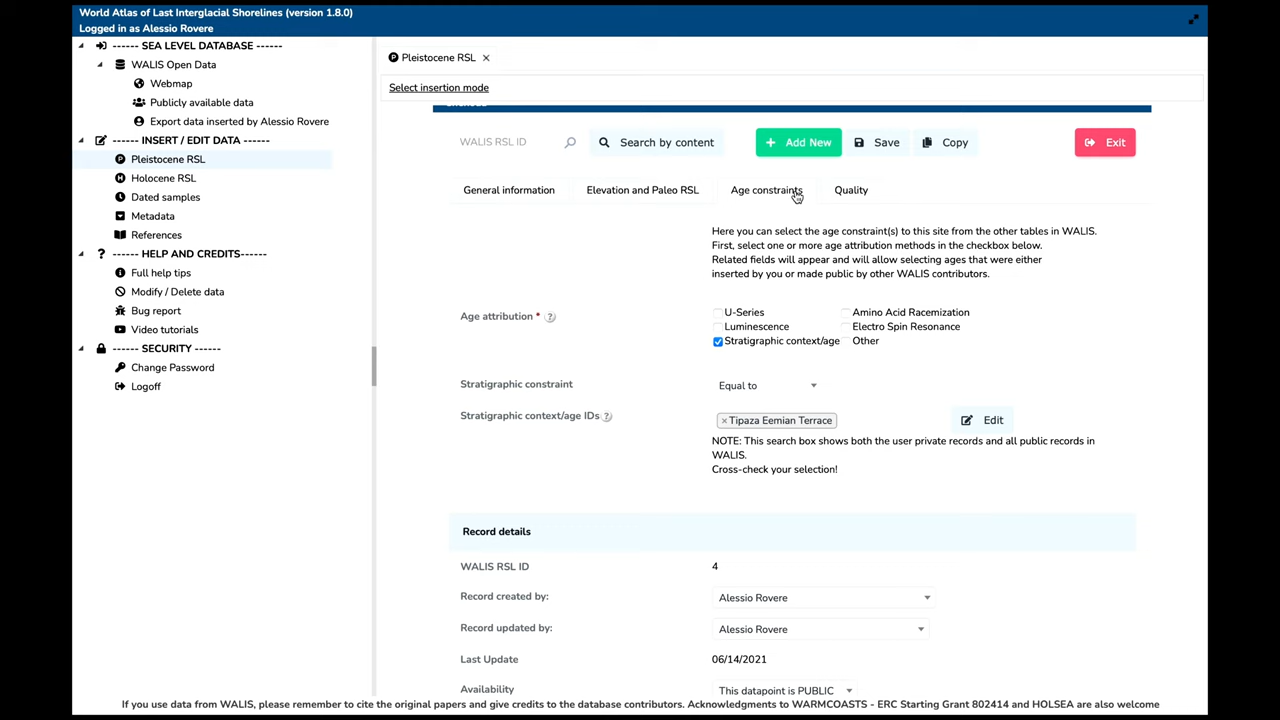 World Atlas of Last Interglacial Shorelines (version 1.8.0)
Logged in as Alessio Rovere
------ SEA LEVEL DATABASE ------
WALIS Open Data
Webmap
Publicly available data
Export data inserted by Alessio Rovere
------ INSERT / EDIT DATA ------
Pleistocene RSL
Holocene RSL
Dated samples
Metadata
References
------ HELP AND CREDITS------
Full help tips
Modify / Delete data
Bug report
Video tutorials
------ SECURITY ------
Change Password
Logoff
Pleistocene RSL
Select insertion mode
WALIS RSL ID
Search by content
Add New
Save
Copy
Exit
General information
Elevation and Paleo RSL
Age constraints
Quality
Here you can select the age constraint(s) to this site from the other tables in WALIS.
First, select one or more age attribution methods in the checkbox below.
Related fields will appear and will allow selecting ages that were either
inserted by you or made public by other WALIS contributors.
Age attribution * ?
U-Series
Amino Acid Racemization
Luminescence
Electro Spin Resonance
Stratigraphic context/age
Other
Stratigraphic constraint
Equal to
Stratigraphic context/age IDs ?
× Tipaza Eemian Terrace
Edit
NOTE: This search box shows both the user private records and all public records in
WALIS.
Cross-check your selection!
Record details
WALIS RSL ID
4
Record created by:
Alessio Rovere
Record updated by:
Alessio Rovere
Last Update
06/14/2021
Availability
This datapoint is PUBLIC
If you use data from WALIS, please remember to cite the original papers and give credits to the database contributors. Acknowledgments to WARMCOASTS - ERC Starting Grant 802414 and HOLSEA are also welcome